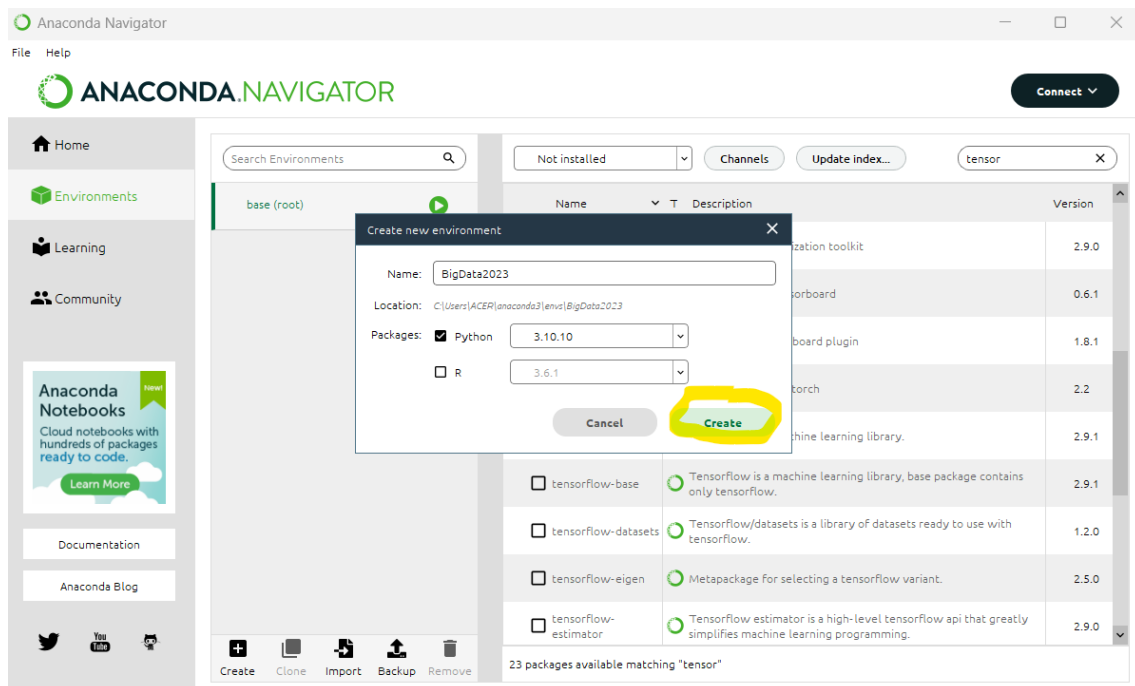 Anaconda Navigator
File Help
ANACONDA.NAVIGATOR
Connect
Home
Environments
Learning
Community
New!
Anaconda
Notebooks
Cloud notebooks with
hundreds of packages
ready to code.
Learn More
Documentation
Anaconda Blog
You
Tube
Search Environments
base (root)
Create Clone Import Backup Remove
Not installed Channels Update index... tensor
Name T Description Version
ization toolkit 2.9.0
sorboard 0.6.1
board plugin 1.8.1
torch 2.2
hine learning library. 2.9.1
tensorflow-base Tensorflow is a machine learning library, base package contains
only tensorflow. 2.9.1
tensorflow-datasets Tensorflow/datasets is a library of datasets ready to use with
tensorflow. 1.2.0
tensorflow-eigen Metapackage for selecting a tensorflow variant. 2.5.0
tensorflow-
estimator Tensorflow estimator is a high-level tensorflow api that greatly
simplifies machine learning programming. 2.9.0
23 packages available matching "tensor"
Create new environment
Name: BigData2023
Location: C:\Users\ACER\anaconda3\envs\BigData2023
Packages: Python 3.10.10
R 3.6.1
Cancel Create